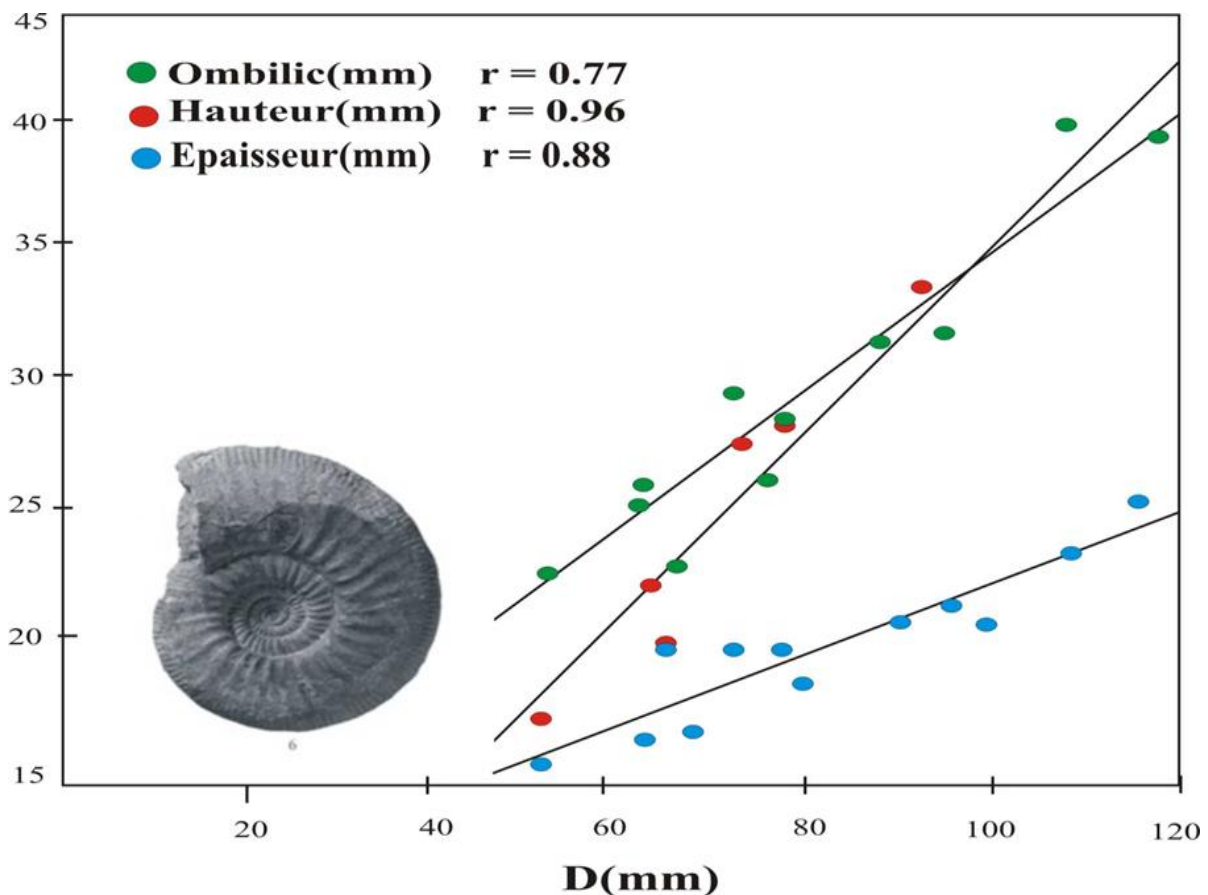 45
40
35
30
25
20
15
Ombilic(mm) r = 0.77
Hauteur(mm) r = 0.96
Epaisseur(mm) r = 0.88
6
20 40 60 80 100 120
D(mm)